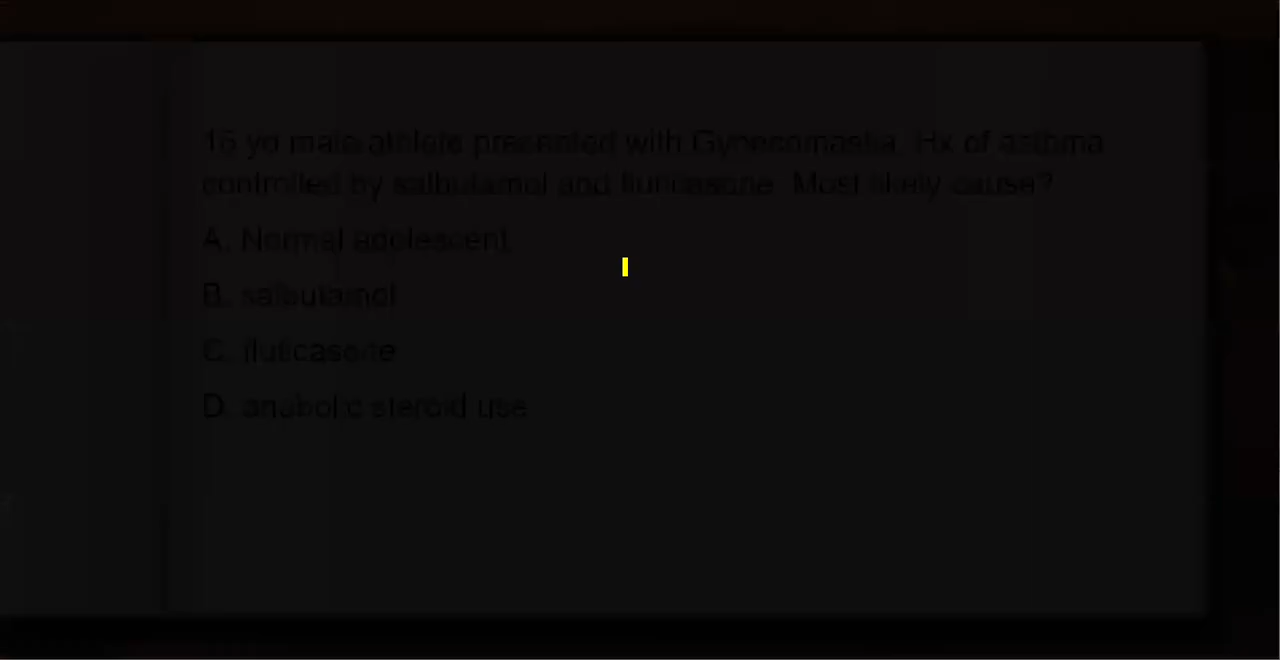 15 yo male athlete presented with Gynecomastia. Hx of asthma
controlled by salbutamol and fluticasone. Most likely cause?
A. Normal adolescent
B. salbutamol
C. fluticasone
D. anabolic steroid use